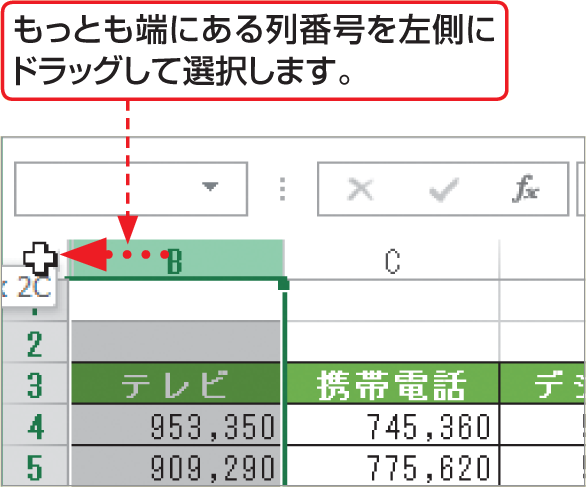 もっとも端にある列番号を左側に
ドラッグして選択します。
fx
B C
x 2C
1
2
3 テレビ 携帯電話 デジ
4 953,350 745,360
5 909,290 775,620